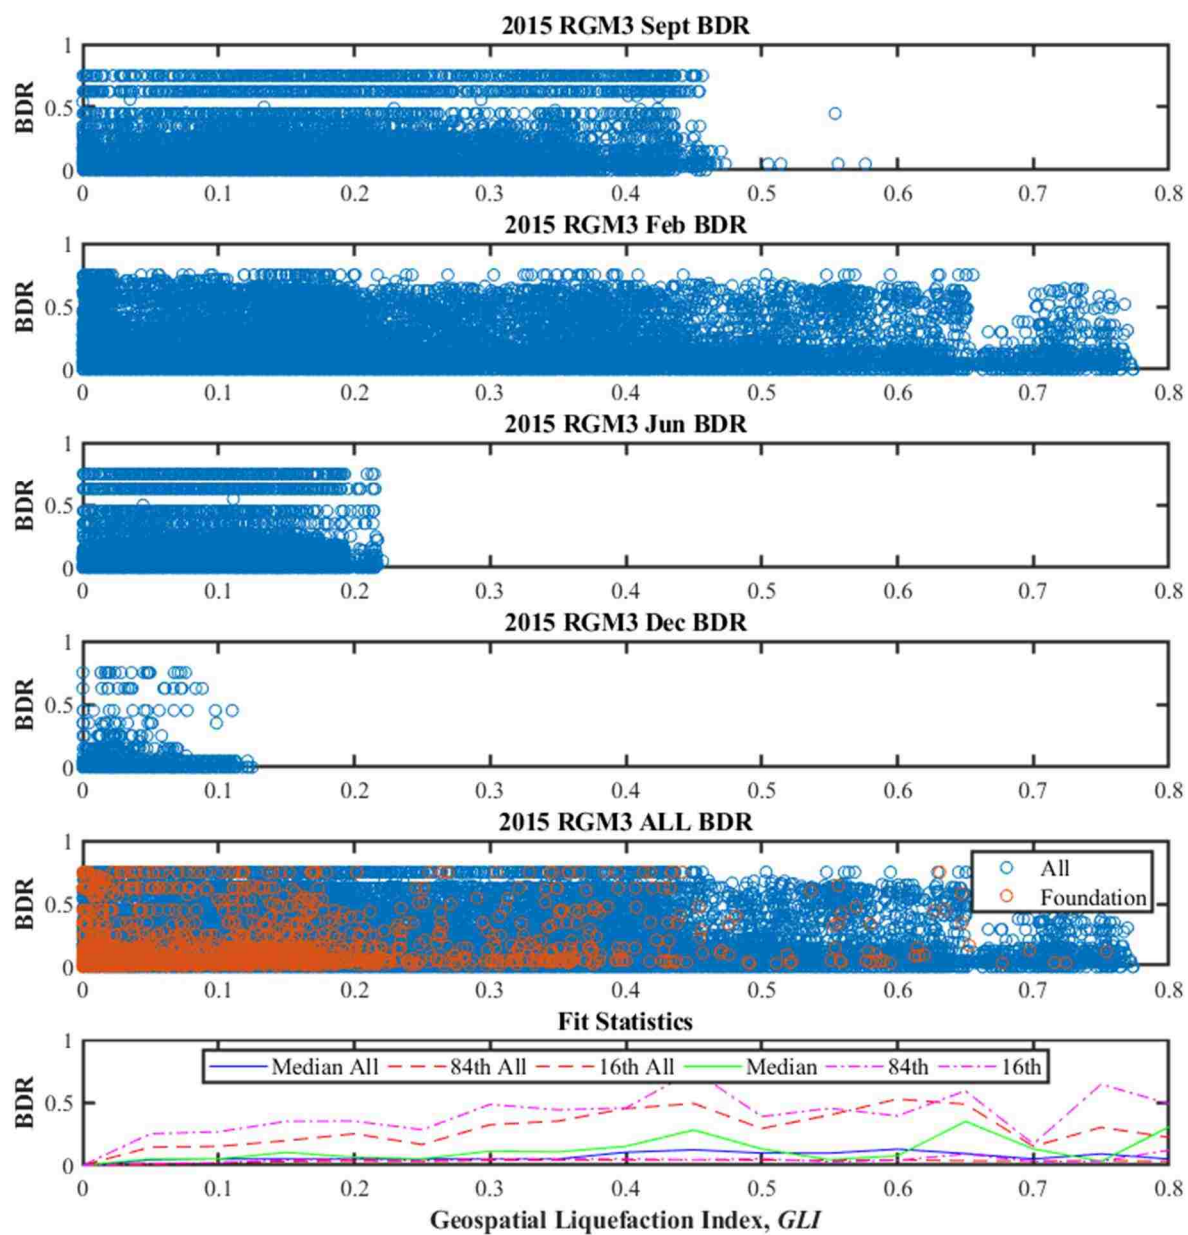 2015 RGM3 Sept BDR
1
0.5
0
BDR
0 0.1 0.2 0.3 0.4 0.5 0.6 0.7 0.8
2015 RGM3 Feb BDR
1
0.5
0
BDR
0 0.1 0.2 0.3 0.4 0.5 0.6 0.7 0.8
2015 RGM3 Jun BDR
1
0.5
0
BDR
0 0.1 0.2 0.3 0.4 0.5 0.6 0.7 0.8
2015 RGM3 Dec BDR
1
0.5
0
BDR
0 0.1 0.2 0.3 0.4 0.5 0.6 0.7 0.8
2015 RGM3 ALL BDR
1
0.5
0
BDR
All
Foundation
0 0.1 0.2 0.3 0.4 0.5 0.6 0.7 0.8
Fit Statistics
1
0.5
0
BDR
Median All 84th All 16th All Median 84th 16th
0 0.1 0.2 0.3 0.4 0.5 0.6 0.7 0.8
Geospatial Liquefaction Index, GLI